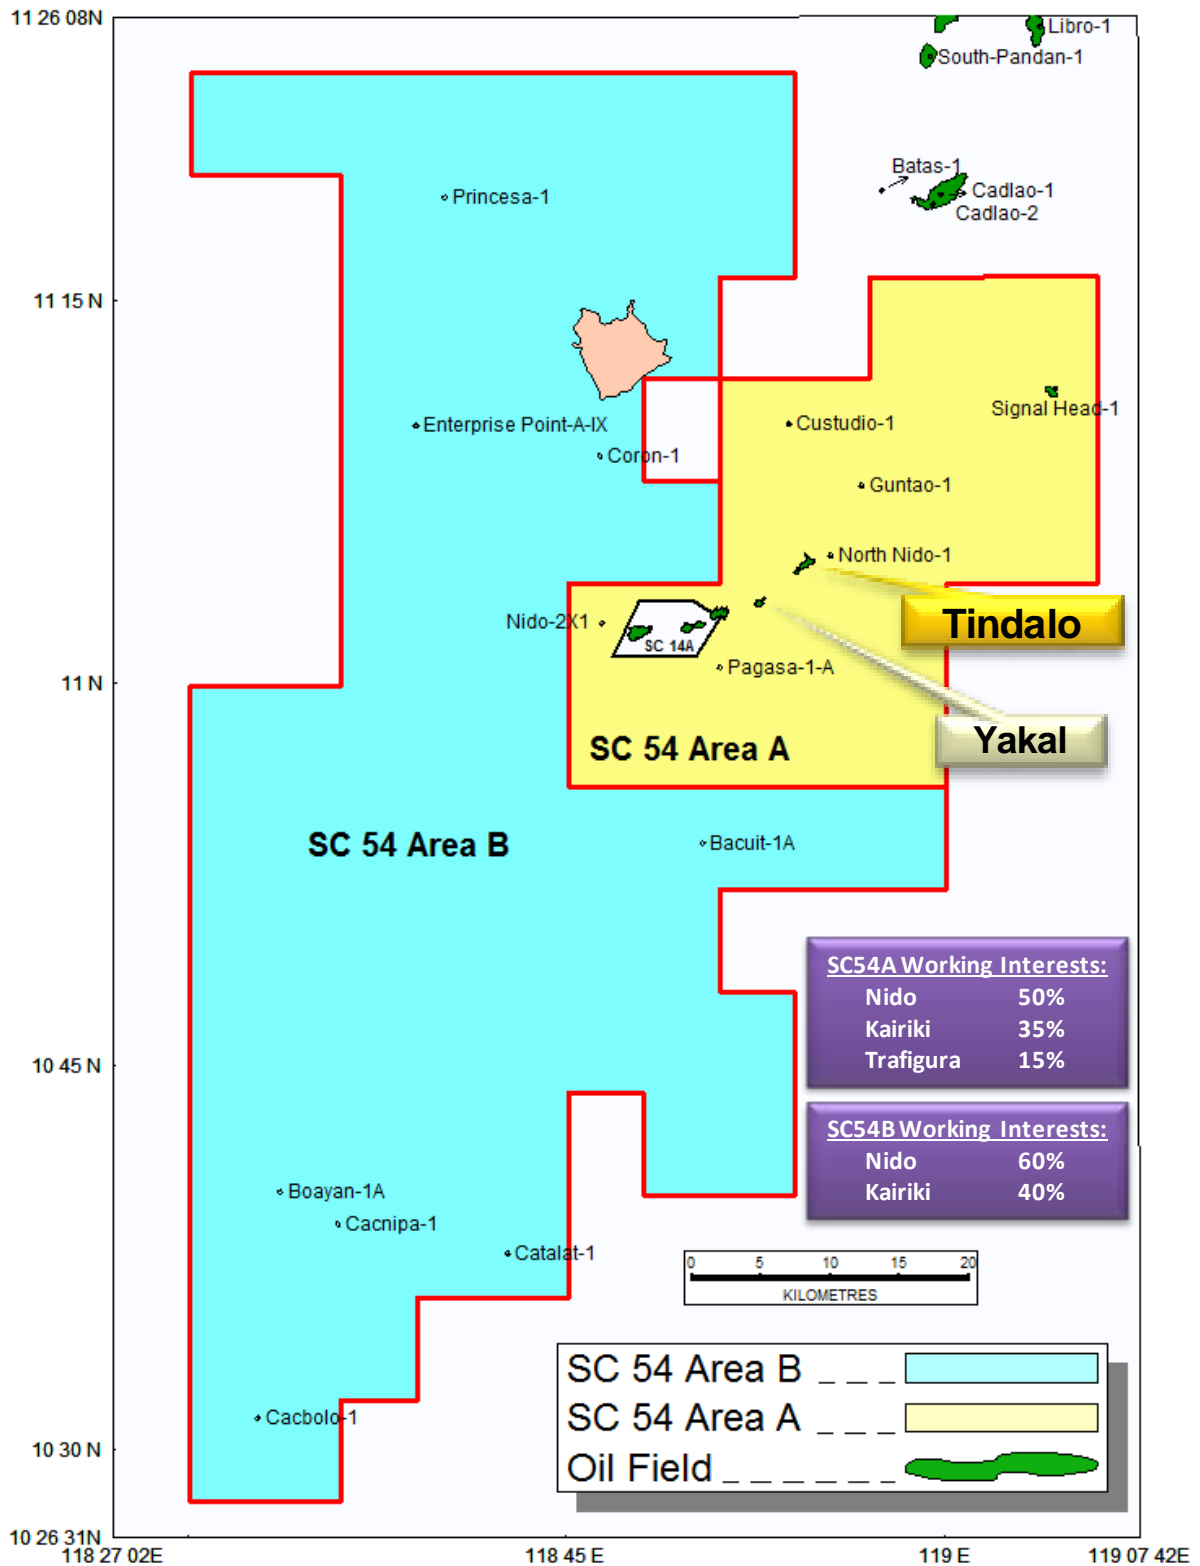 11 26 08N
Libro-1
South-Pandan-1
Batas-1
Cadlao-1
Cadlao-2
Princesa-1
11 15 N
Signal Head-1
Enterprise Point-A-IX
Custudio-1
Coron-1
Guntao-1
North Nido-1
Tindalo
Nido-2X1
SC 14A
Pagasa-1-A
11 N
Yakal
SC 54 Area A
SC 54 Area B
Bacuit-1A
SC54A Working Interests:
Nido 50%
Kairiki 35%
Trafigura 15%
10 45 N
SC54B Working Interests:
Nido 60%
Kairiki 40%
Boayan-1A
Cacnipa-1
Catalat-1
0 5 10 15 20
KILOMETRES
SC 54 Area B _ _ _
SC 54 Area A _ _ _
Oil Field _ _ _ _ _ _
Cacbolo-1
10 30 N
10 26 31N
118 27 02E 118 45 E 119 E 119 07 42E